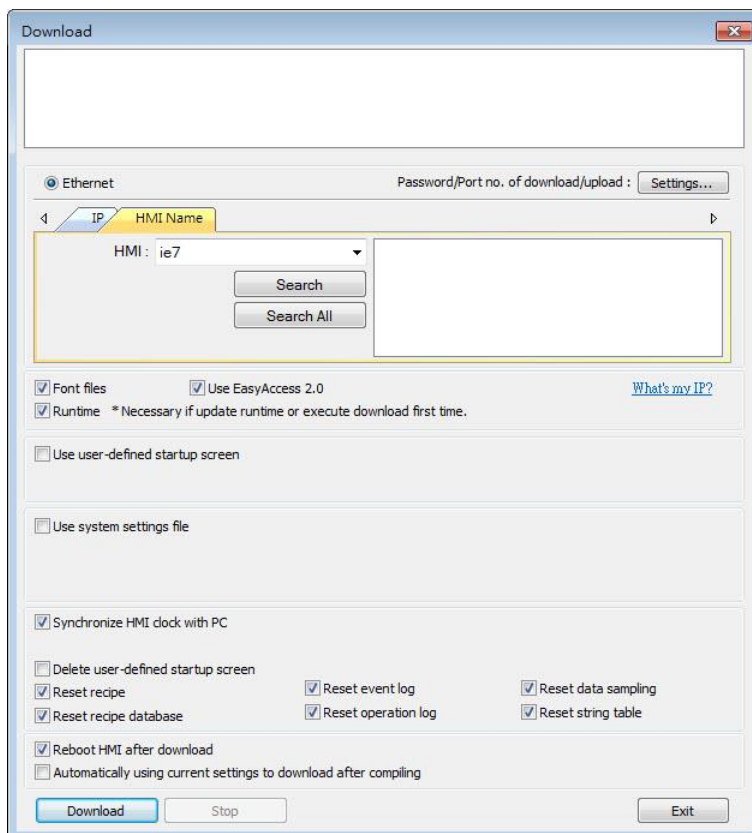 Download
Ethernet Password/Port no. of download/upload : Settings...
IP HMI Name
HMI : ie7
Search
Search All
Font files Use EasyAccess 2.0 What's my IP?
Runtime * Necessary if update runtime or execute download first time.
Use user-defined startup screen
Use system settings file
Synchronize HMI clock with PC
Delete user-defined startup screen
Reset recipe Reset event log Reset data sampling
Reset recipe database Reset operation log Reset string table
Reboot HMI after download
Automatically using current settings to download after compiling
Download Stop Exit